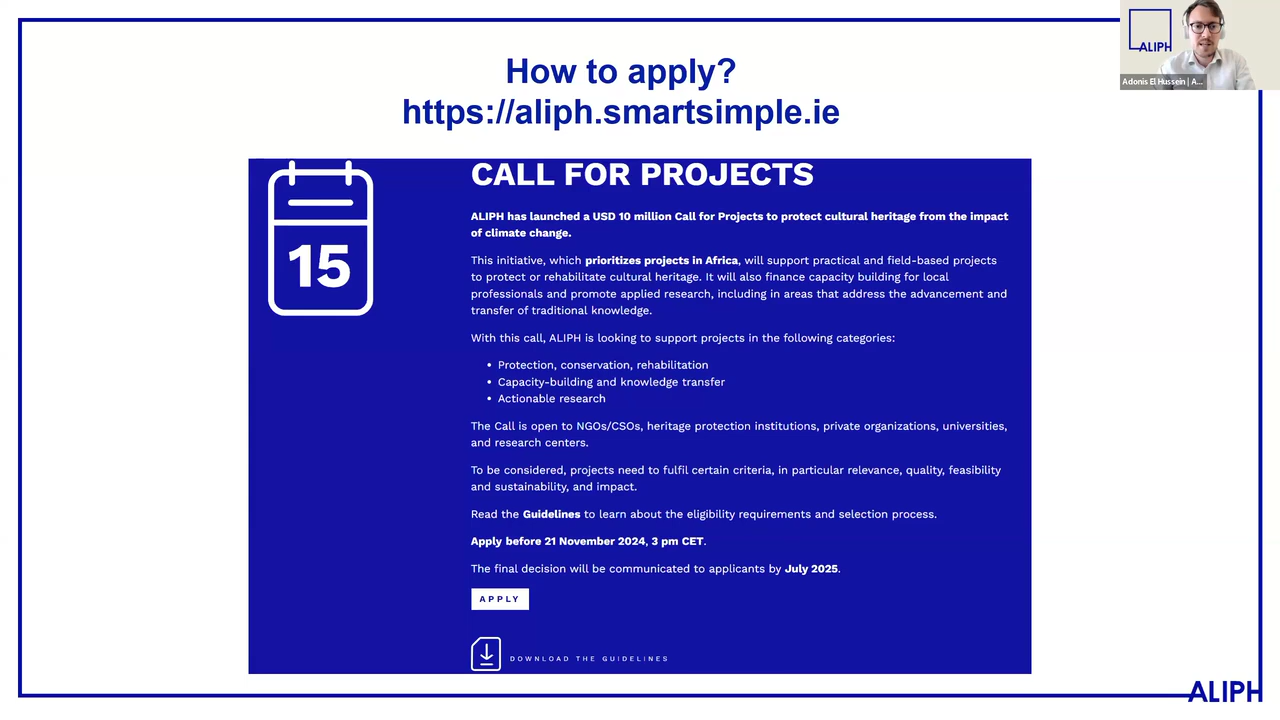 How to apply?
https://aliph.smartsimple.ie
ALIPH
Adonis El Hussein | A...
15
CALL FOR PROJECTS
ALIPH has launched a USD 10 million Call for Projects to protect cultural heritage from the impact
of climate change.
This initiative, which prioritizes projects in Africa, will support practical and field-based projects
to protect or rehabilitate cultural heritage. It will also finance capacity building for local
professionals and promote applied research, including in areas that address the advancement and
transfer of traditional knowledge.
With this call, ALIPH is looking to support projects in the following categories:
• Protection, conservation, rehabilitation
• Capacity-building and knowledge transfer
• Actionable research
The Call is open to NGOs/CSOs, heritage protection institutions, private organizations, universities,
and research centers.
To be considered, projects need to fulfil certain criteria, in particular relevance, quality, feasibility
and sustainability, and impact.
Read the Guidelines to learn about the eligibility requirements and selection process.
Apply before 21 November 2024, 3 pm CET.
The final decision will be communicated to applicants by July 2025.
APPLY
DOWNLOAD THE GUIDELINES
ALIPH